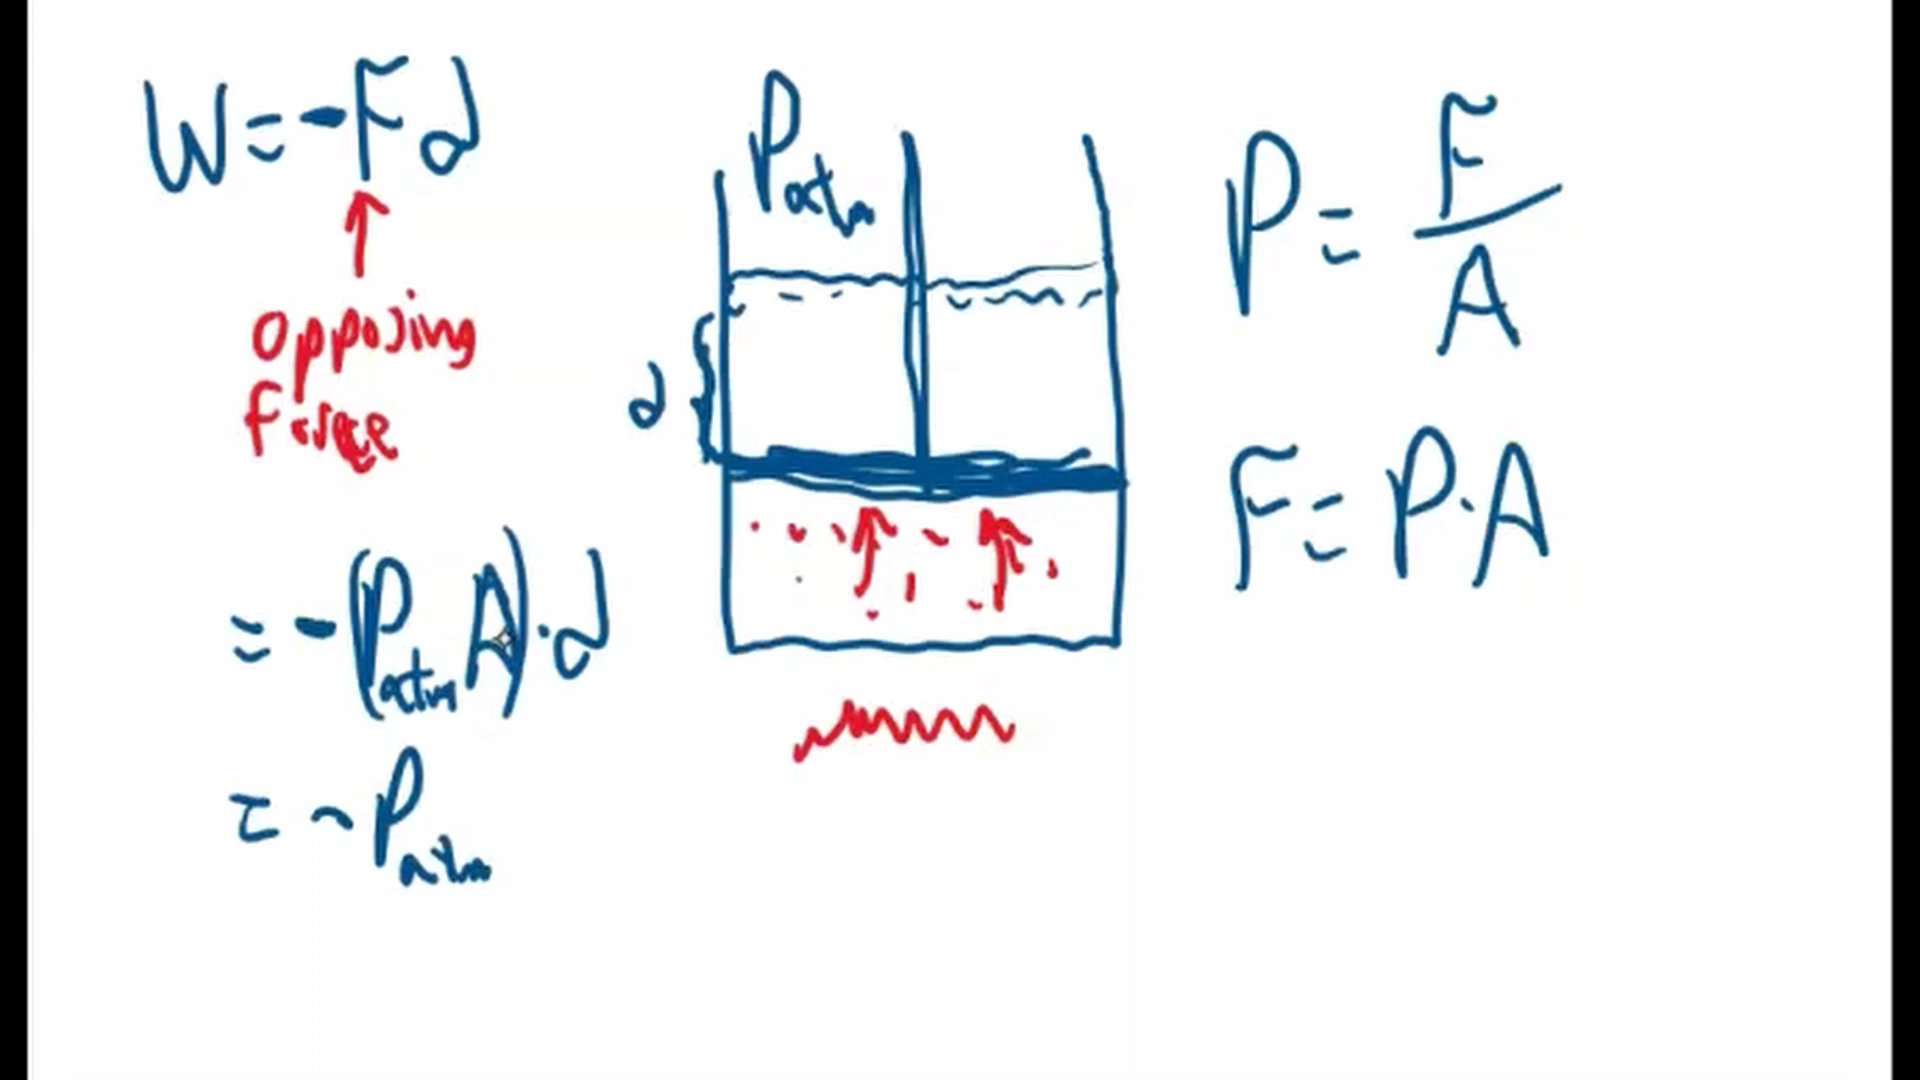 W = -Fd
opposing
force
= -(P_atm A)·d
= -P_atm
P_atm
d
P = F/A
F = P·A